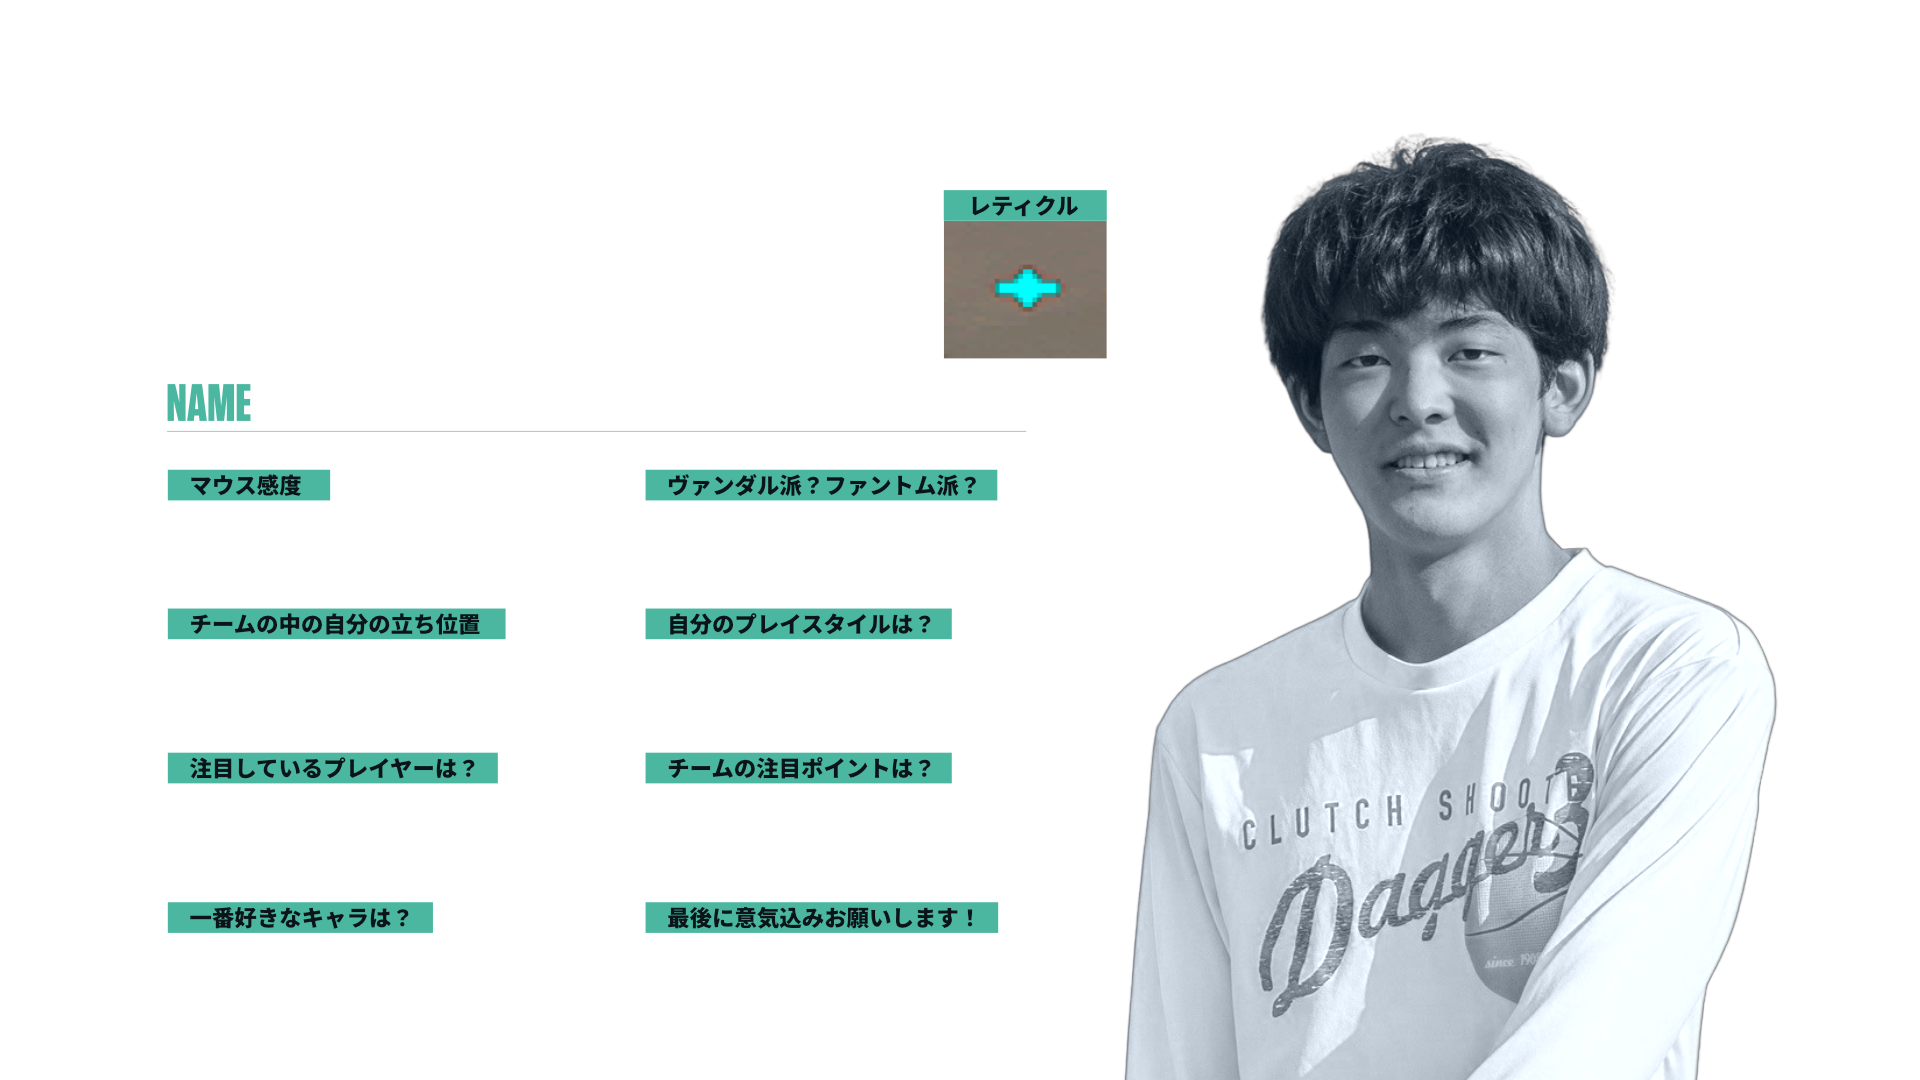 レティクル
NAME
マウス感度
ヴァンダル派？ファントム派？
チームの中の自分の立ち位置
自分のプレイスタイルは？
注目しているプレイヤーは？
チームの注目ポイントは？
一番好きなキャラは？
最後に意気込みお願いします！
CLUTCH SHOOTE
Daggers
since